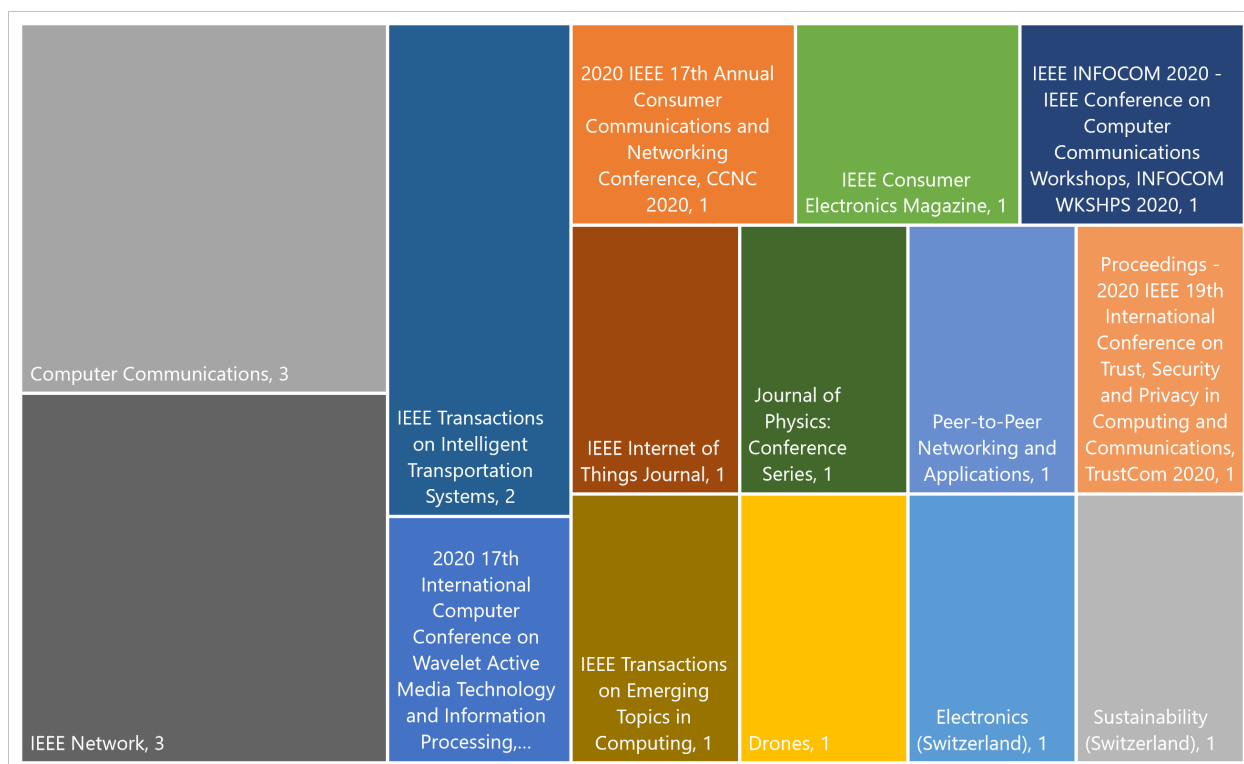 Computer Communications, 3
IEEE Network, 3
IEEE Transactions
on Intelligent
Transportation
Systems, 2
2020 17th
International
Computer
Conference on
Wavelet Active
Media Technology
and Information
Processing,...
2020 IEEE 17th Annual
Consumer
Communications and
Networking
Conference, CCNC
2020, 1
IEEE Consumer
Electronics Magazine, 1
IEEE INFOCOM 2020 -
IEEE Conference on
Computer
Communications
Workshops, INFOCOM
WKSHPS 2020, 1
IEEE Internet of
Things Journal, 1
Journal of
Physics:
Conference
Series, 1
Peer-to-Peer
Networking and
Applications, 1
Proceedings -
2020 IEEE 19th
International
Conference on
Trust, Security
and Privacy in
Computing and
Communications,
TrustCom 2020, 1
IEEE Transactions
on Emerging
Topics in
Computing, 1
Drones, 1
Electronics
(Switzerland), 1
Sustainability
(Switzerland), 1